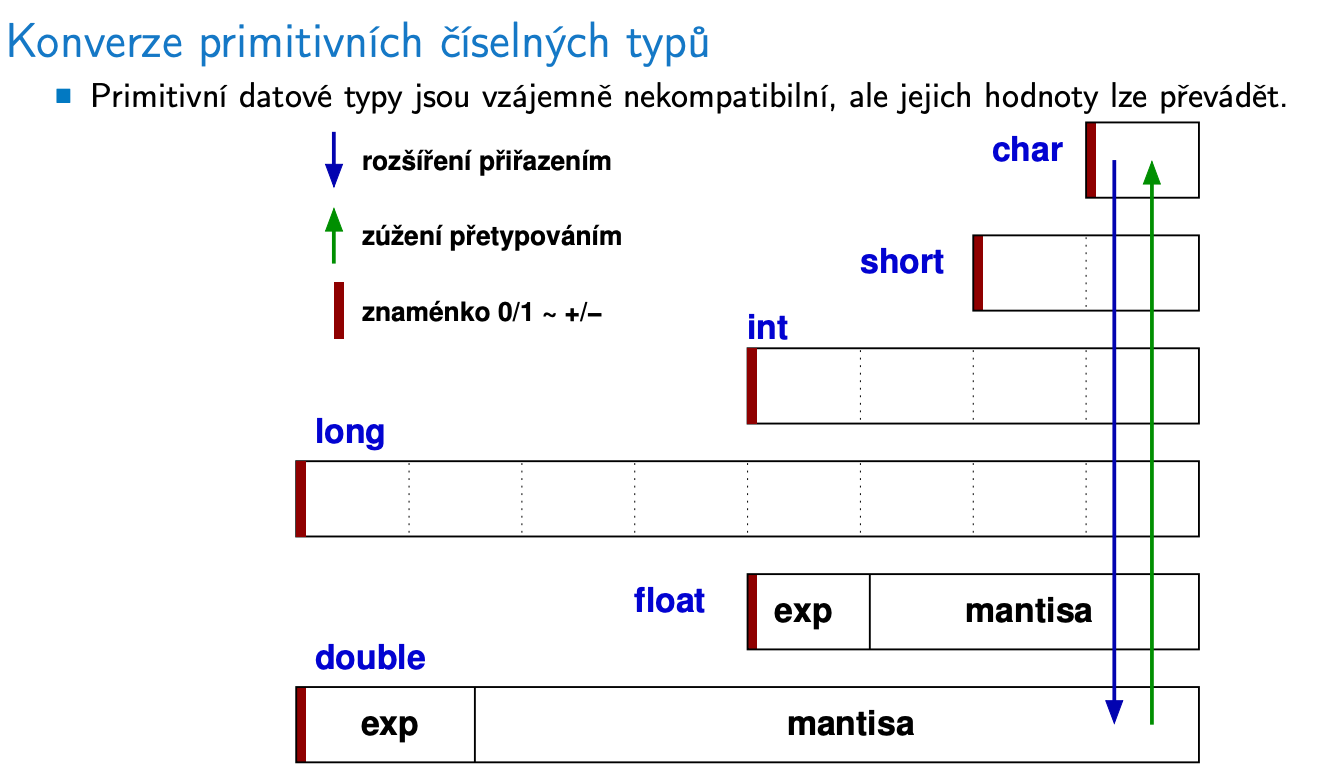 Konverze primitivních číselných typů
Primitivní datové typy jsou vzájemně nekompatibilní, ale jejich hodnoty lze převádět.
rozšíření přiřazením
char
zúžení přetypováním
short
znaménko 0/1 ~ +/−
int
long
float
exp
mantisa
double
exp
mantisa